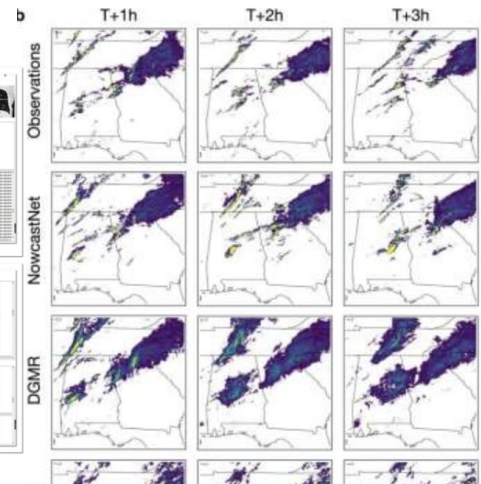 b
T+1h T+2h T+3h
Observations
NowcastNet
DGMR